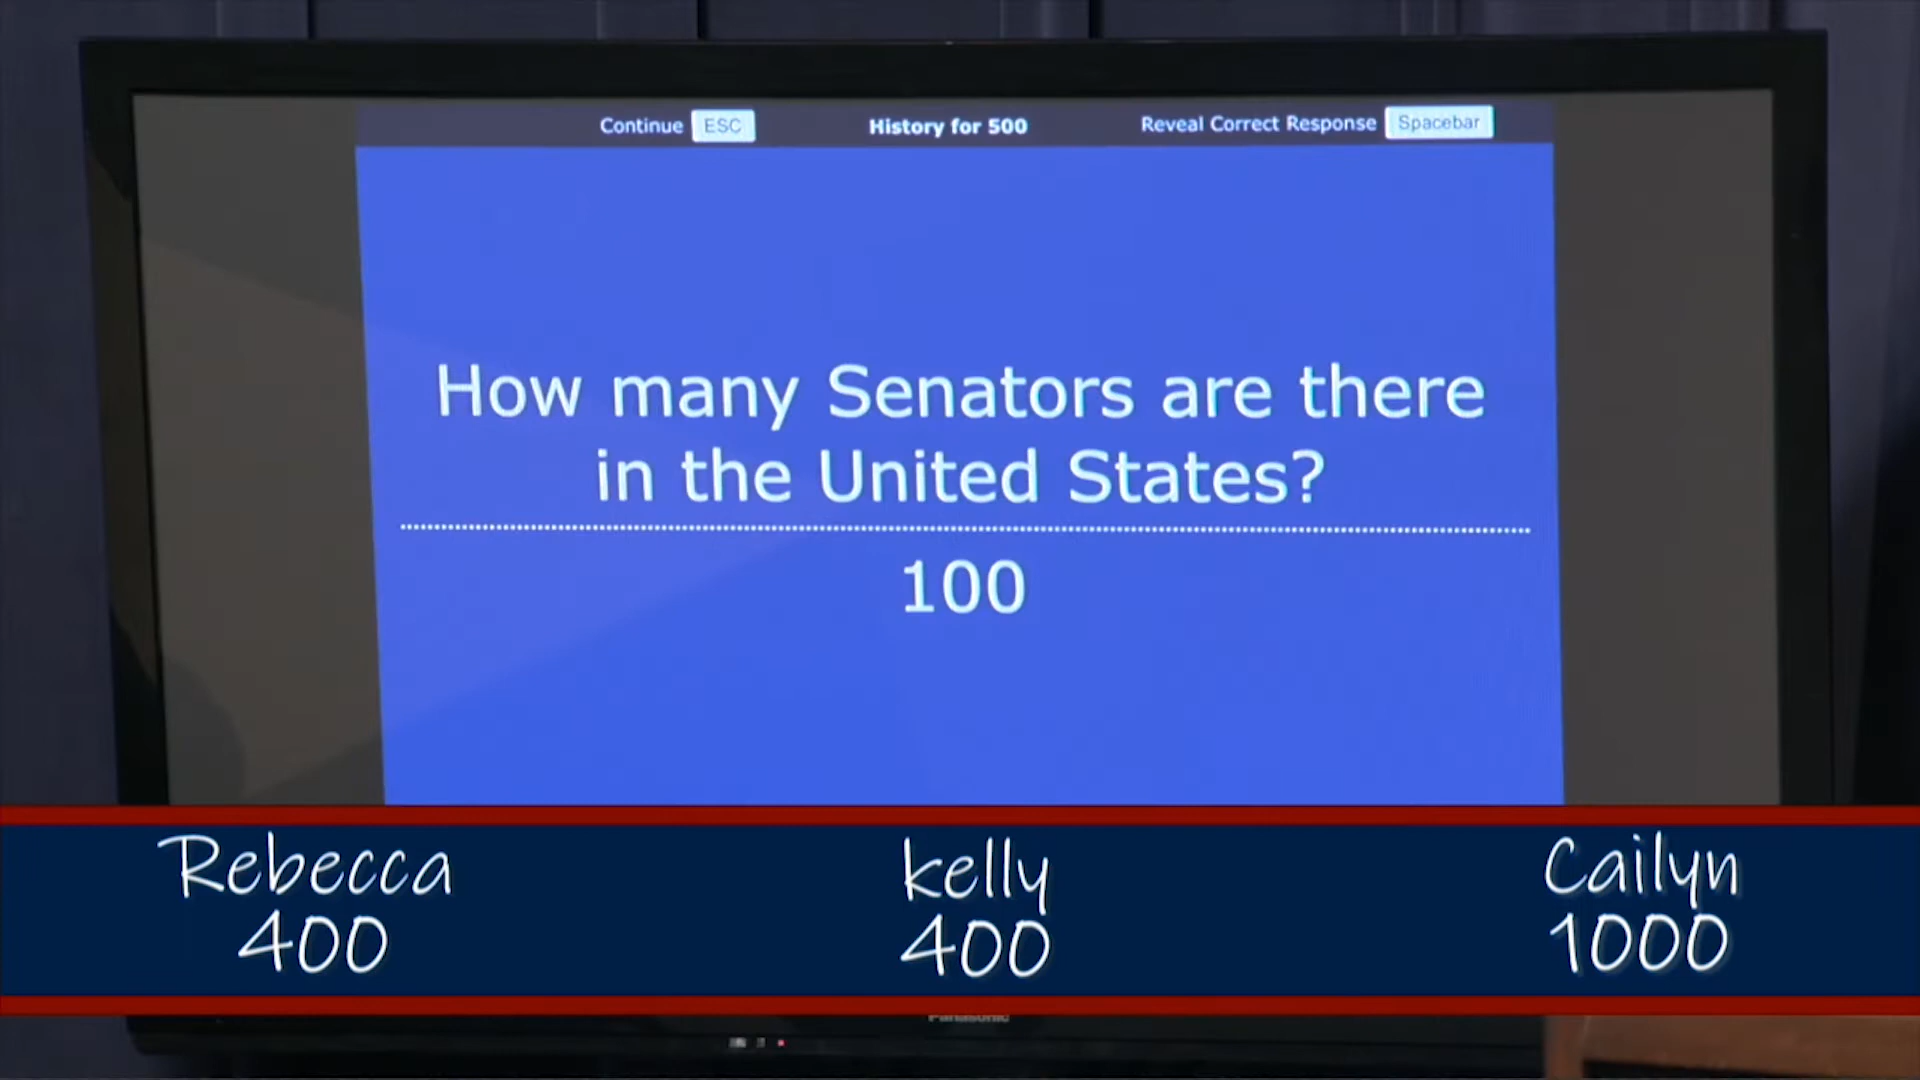 Continue ESC History for 500 Reveal Correct Response Spacebar
How many Senators are there
in the United States?
100
Rebecca kelly Cailyn
400 400 1000
Panasonic